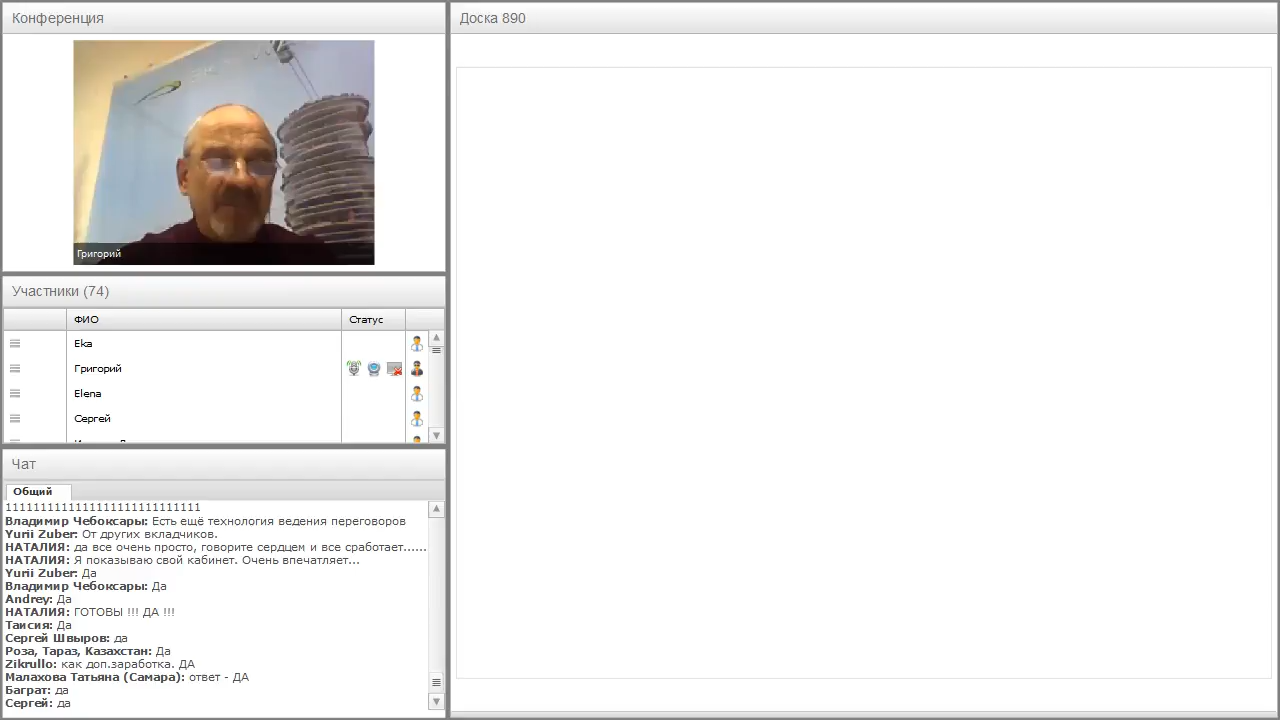 Конференция
Григорий
Участники (74)
ФИО
Статус
Eka
Григорий
Elena
Сергей
Чат
Общий
Владимир Чебоксары: Есть ещё технология ведения переговоров
Yurii Zuber: От других вкладчиков.
НАТАЛИЯ: да все очень просто, говорите сердцем и все сработает......
НАТАЛИЯ: Я показываю свой кабинет. Очень впечатляет...
Yurii Zuber: Да
Владимир Чебоксары: Да
Andrey: Да
НАТАЛИЯ: ГОТОВЫ !!! ДА !!!
Таисия: Да
Сергей Швыров: да
Роза, Тараз, Казахстан: Да
Zikrullo: как доп.заработка. ДА
Малахова Татьяна (Самара): ответ - ДА
Баграт: да
Сергей: да
Доска 890